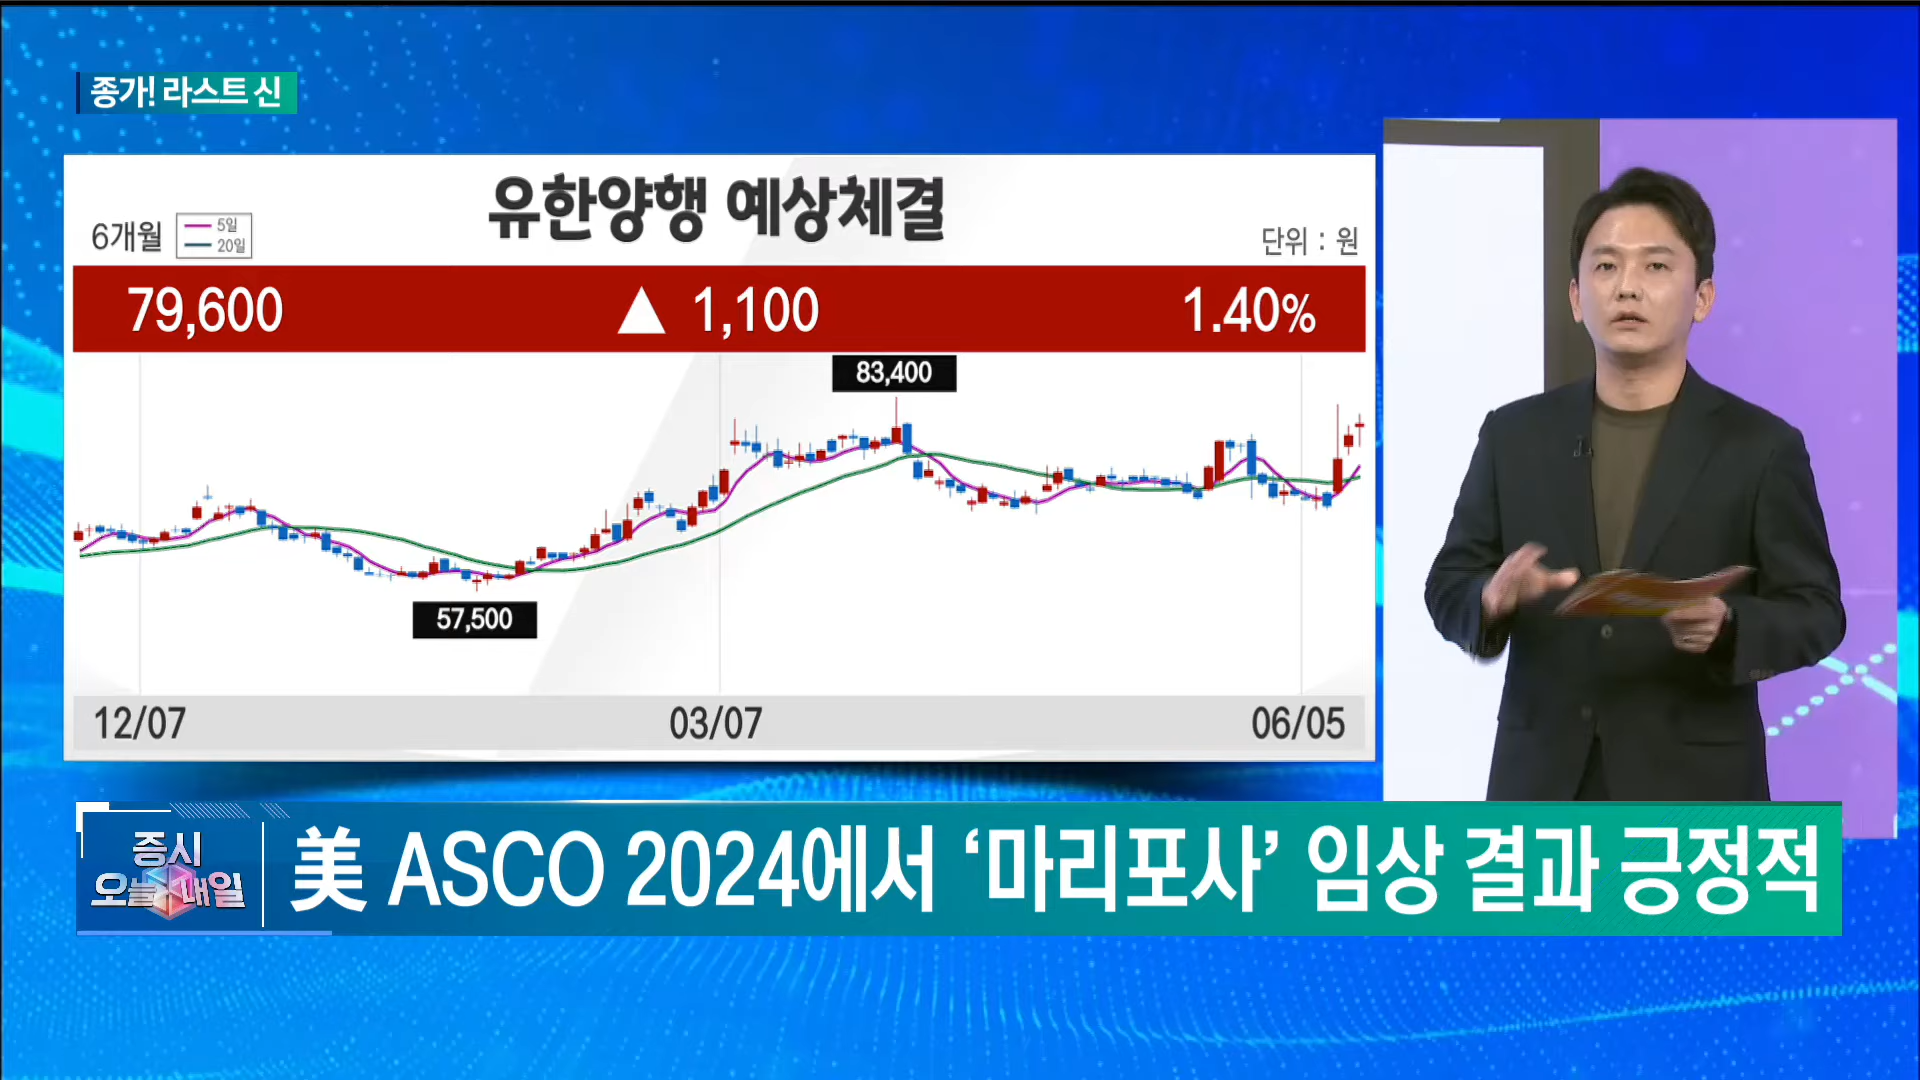 종가! 라스트 신
유한양행 예상체결
6개월
5일
20일
단위 : 원
79,600 ▲ 1,100 1.40%
83,400
57,500
12/07 03/07 06/05
증시
오늘 내일
美 ASCO 2024에서 ‘마리포사’ 임상 결과 긍정적